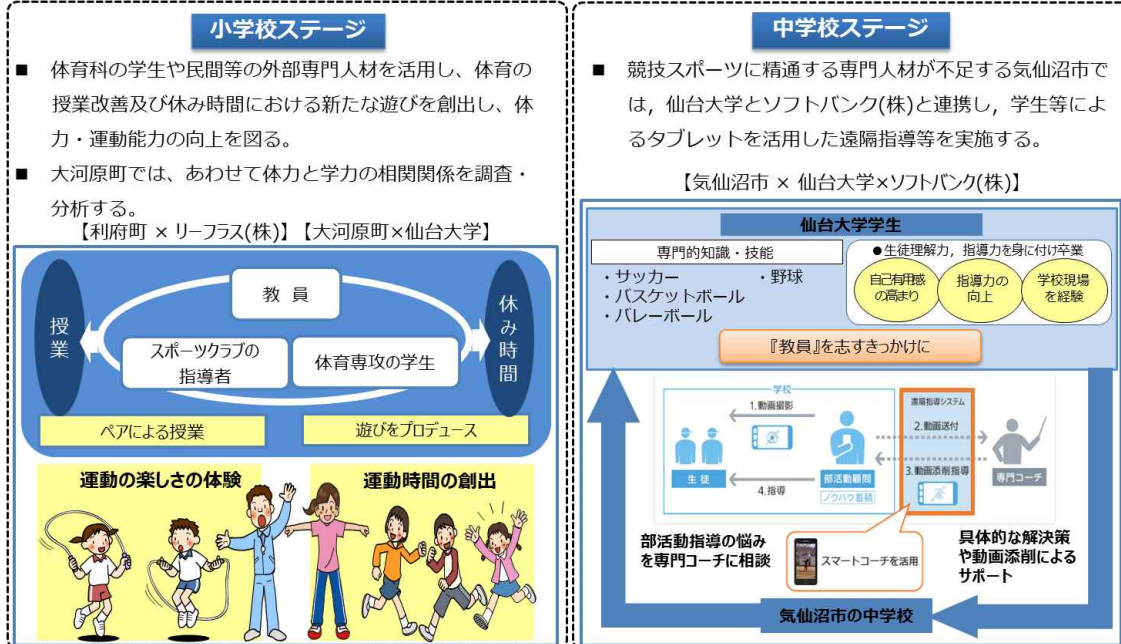 小学校ステージ
■ 体育科の学生や民間等の外部専門人材を活用し、体育の
授業改善及び休み時間における新たな遊びを創出し、体
力・運動能力の向上を図る。
■ 大河原町では、あわせて体力と学力の相関関係を調査・
分析する。
【利府町 × リーフラス(株)】【大河原町×仙台大学】
教 員
授業
休み時間
スポーツクラブの
指導者
体育専攻の学生
ペアによる授業
遊びをプロデュース
運動の楽しさの体験
運動時間の創出
中学校ステージ
■ 競技スポーツに精通する専門人材が不足する気仙沼市で
は，仙台大学とソフトバンク(株)と連携し，学生等によ
るタブレットを活用した遠隔指導等を実施する。
【気仙沼市 × 仙台大学×ソフトバンク(株)】
仙台大学学生
専門的知識・技能
・サッカー ・野球
・バスケットボール
・バレーボール
●生徒理解力，指導力を身に付け卒業
自己有用感
の高まり
指導力の
向上
学校現場
を経験
『教員』を志すきっかけに
学校
1.動画撮影
遠隔指導システム
2.動画送付
3.動画添削指導
生徒
4.指導
部活動顧問
ノウハウ蓄積
専門コーチ
部活動指導の悩み
を専門コーチに相談
スマートコーチを活用
具体的な解決策
や動画添削による
サポート
気仙沼市の中学校